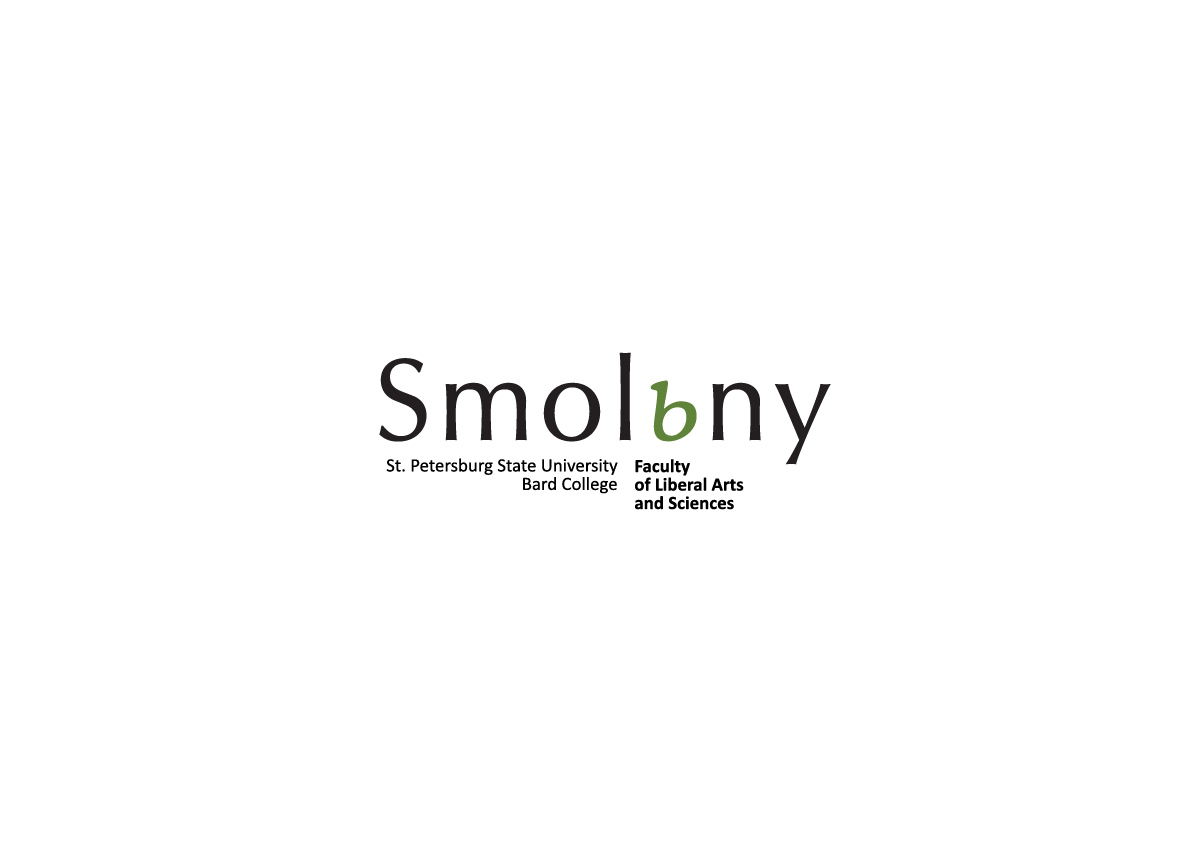 Smolьny
St. Petersburg State University
Bard College
Faculty
of Liberal Arts
and Sciences